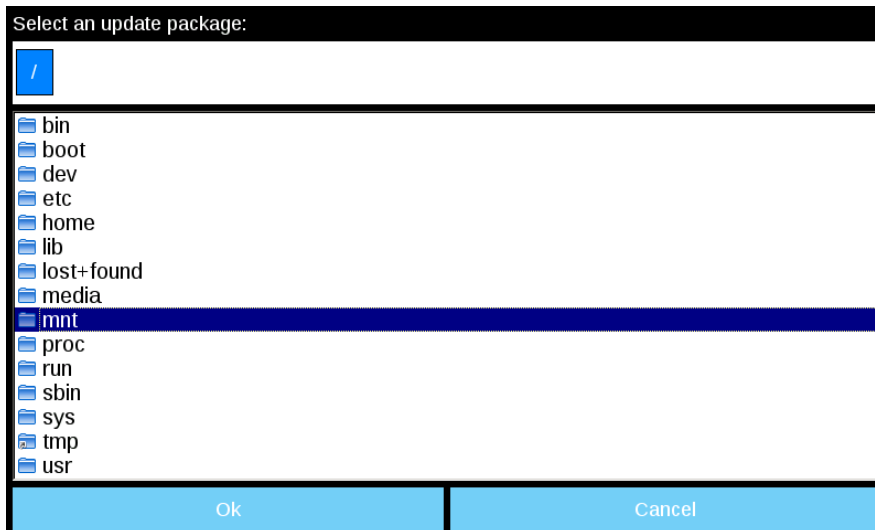 Select an update package:
/
bin
boot
dev
etc
home
lib
lost+found
media
mnt
proc
run
sbin
sys
tmp
usr
Ok Cancel